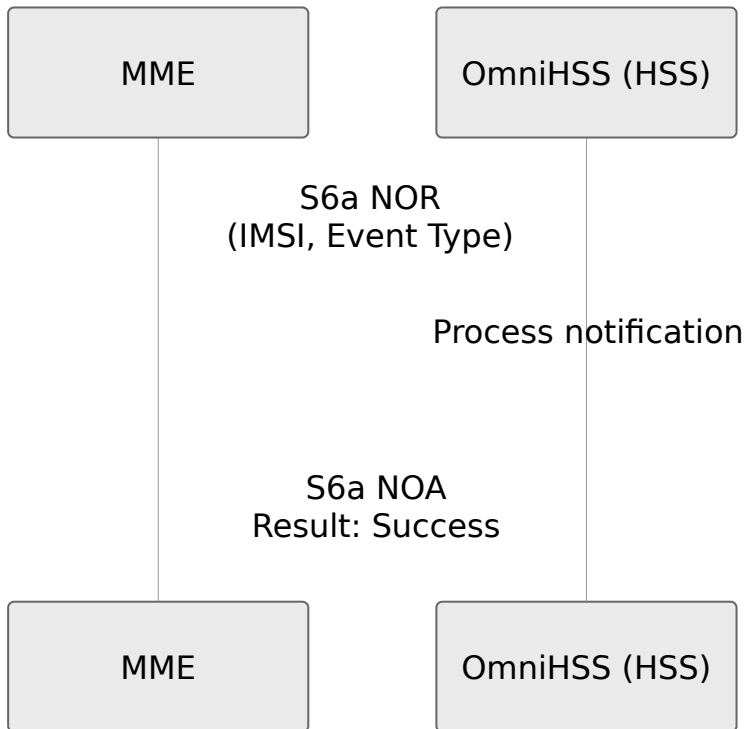 MME
OmniHSS (HSS)
S6a NOR
(IMSI, Event Type)
Process notification
S6a NOA
Result: Success
MME
OmniHSS (HSS)